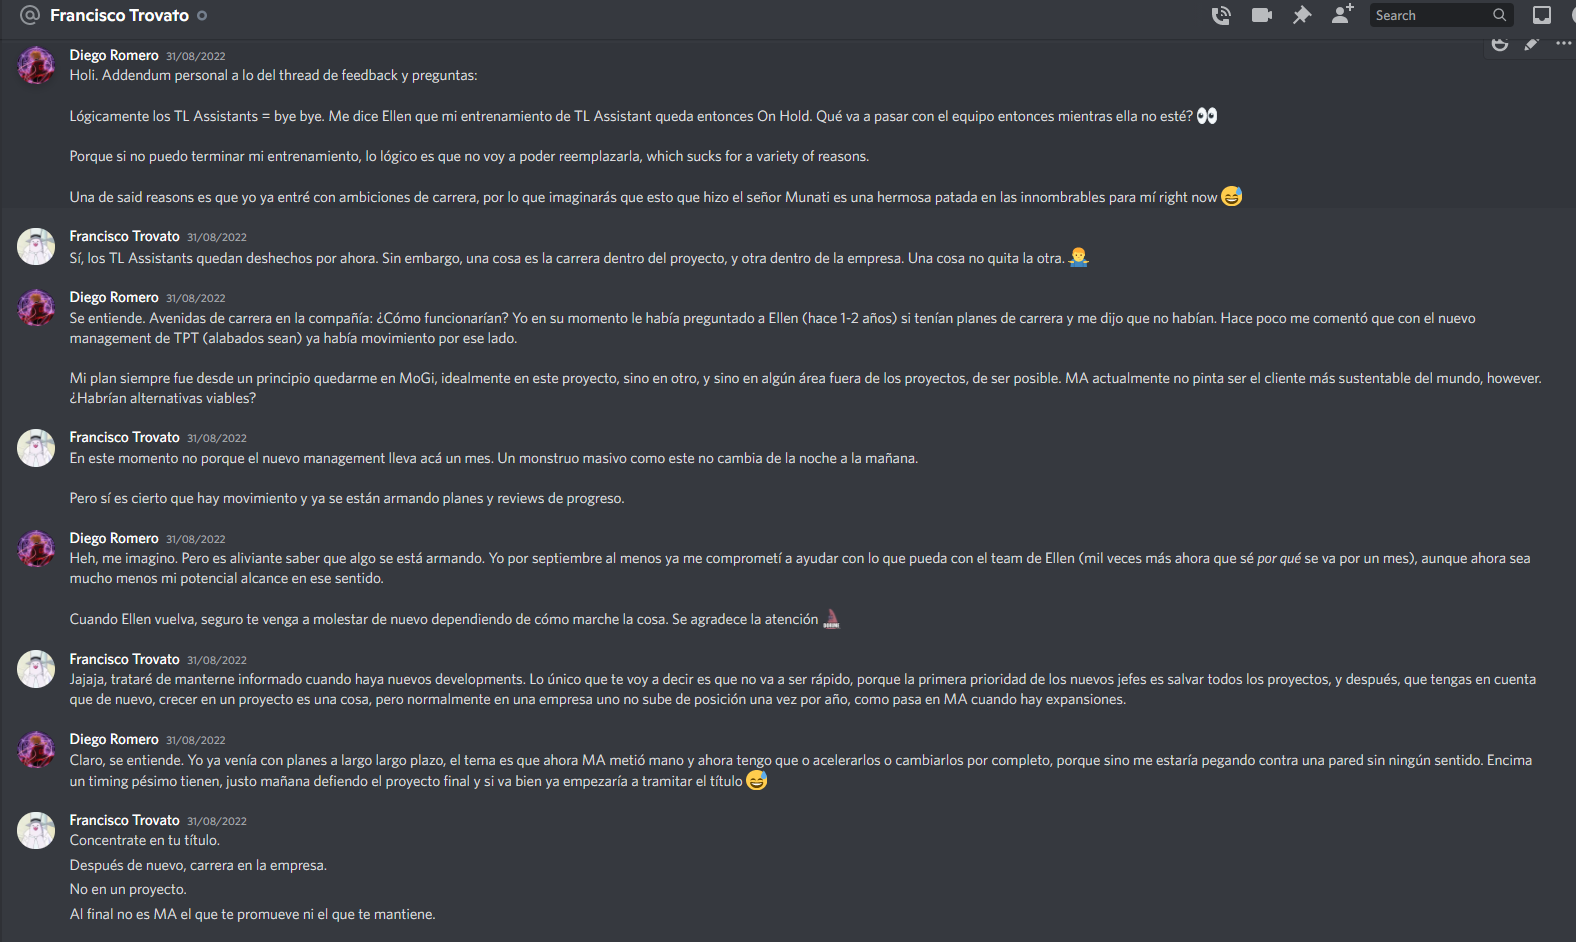 Francisco Trovato
Search
Diego Romero 31/08/2022
Holi. Addendum personal a lo del thread de feedback y preguntas:
Lógicamente los TL Assistants = bye bye. Me dice Ellen que mi entrenamiento de TL Assistant queda entonces On Hold. Qué va a pasar con el equipo entonces mientras ella no esté? 👀
Porque si no puedo terminar mi entrenamiento, lo lógico es que no voy a poder reemplazarla, which sucks for a variety of reasons.
Una de said reasons es que yo ya entré con ambiciones de carrera, por lo que imaginarás que esto que hizo el señor Munati es una hermosa patada en las innombrables para mí right now 😅
Francisco Trovato 31/08/2022
Sí, los TL Assistants quedan deshechos por ahora. Sin embargo, una cosa es la carrera dentro del proyecto, y otra dentro de la empresa. Una cosa no quita la otra. 🤷‍♂️
Diego Romero 31/08/2022
Se entiende. Avenidas de carrera en la compañía: ¿Cómo funcionarían? Yo en su momento le había preguntado a Ellen (hace 1-2 años) si tenían planes de carrera y me dijo que no habían. Hace poco me comentó que con el nuevo
management de TPT (alabados sean) ya había movimiento por ese lado.
Mi plan siempre fue desde un principio quedarme en MoGi, idealmente en este proyecto, sino en otro, y sino en algún área fuera de los proyectos, de ser posible. MA actualmente no pinta ser el cliente más sustentable del mundo, however.
¿Habrían alternativas viables?
Francisco Trovato 31/08/2022
En este momento no porque el nuevo management lleva acá un mes. Un monstruo masivo como este no cambia de la noche a la mañana.
Pero sí es cierto que hay movimiento y ya se están armando planes y reviews de progreso.
Diego Romero 31/08/2022
Heh, me imagino. Pero es aliviante saber que algo se está armando. Yo por septiembre al menos ya me comprometí a ayudar con lo que pueda con el team de Ellen (mil veces más ahora que sé por qué se va por un mes), aunque ahora sea
mucho menos mi potencial alcance en ese sentido.
Cuando Ellen vuelva, seguro te venga a molestar de nuevo dependiendo de cómo marche la cosa. Se agradece la atención
Francisco Trovato 31/08/2022
Jajaja, trataré de manterne informado cuando haya nuevos developments. Lo único que te voy a decir es que no va a ser rápido, porque la primera prioridad de los nuevos jefes es salvar todos los proyectos, y después, que tengas en cuenta
que de nuevo, crecer en un proyecto es una cosa, pero normalmente en una empresa uno no sube de posición una vez por año, como pasa en MA cuando hay expansiones.
Diego Romero 31/08/2022
Claro, se entiende. Yo ya venía con planes a largo largo plazo, el tema es que ahora MA metió mano y ahora tengo que o acelerarlos o cambiarlos por completo, porque sino me estaría pegando contra una pared sin ningún sentido. Encima
un timing pésimo tienen, justo mañana defiendo el proyecto final y si va bien ya empezaría a tramitar el título 😅
Francisco Trovato 31/08/2022
Concentrate en tu título.
Después de nuevo, carrera en la empresa.
No en un proyecto.
Al final no es MA el que te promueve ni el que te mantiene.